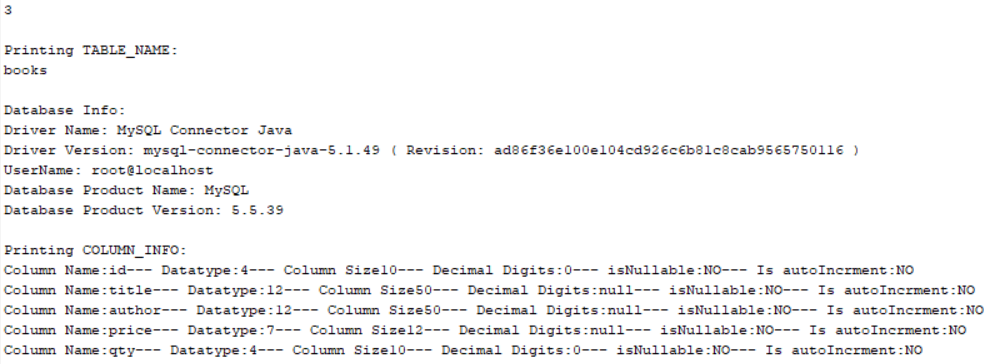 3
Printing TABLE_NAME:
books
Database Info:
Driver Name: MySQL Connector Java
Driver Version: mysql-connector-java-5.1.49 ( Revision: ad86f36e100e104cd926c6b81c8cab9565750116 )
UserName: root@localhost
Database Product Name: MySQL
Database Product Version: 5.5.39
Printing COLUMN_INFO:
Column Name:id--- Datatype:4--- Column Size10--- Decimal Digits:0--- isNullable:NO--- Is autoIncrment:NO
Column Name:title--- Datatype:12--- Column Size50--- Decimal Digits:null--- isNullable:NO--- Is autoIncrment:NO
Column Name:author--- Datatype:12--- Column Size50--- Decimal Digits:null--- isNullable:NO--- Is autoIncrment:NO
Column Name:price--- Datatype:7--- Column Size12--- Decimal Digits:null--- isNullable:NO--- Is autoIncrment:NO
Column Name:qty--- Datatype:4--- Column Size10--- Decimal Digits:0--- isNullable:NO--- Is autoIncrment:NO